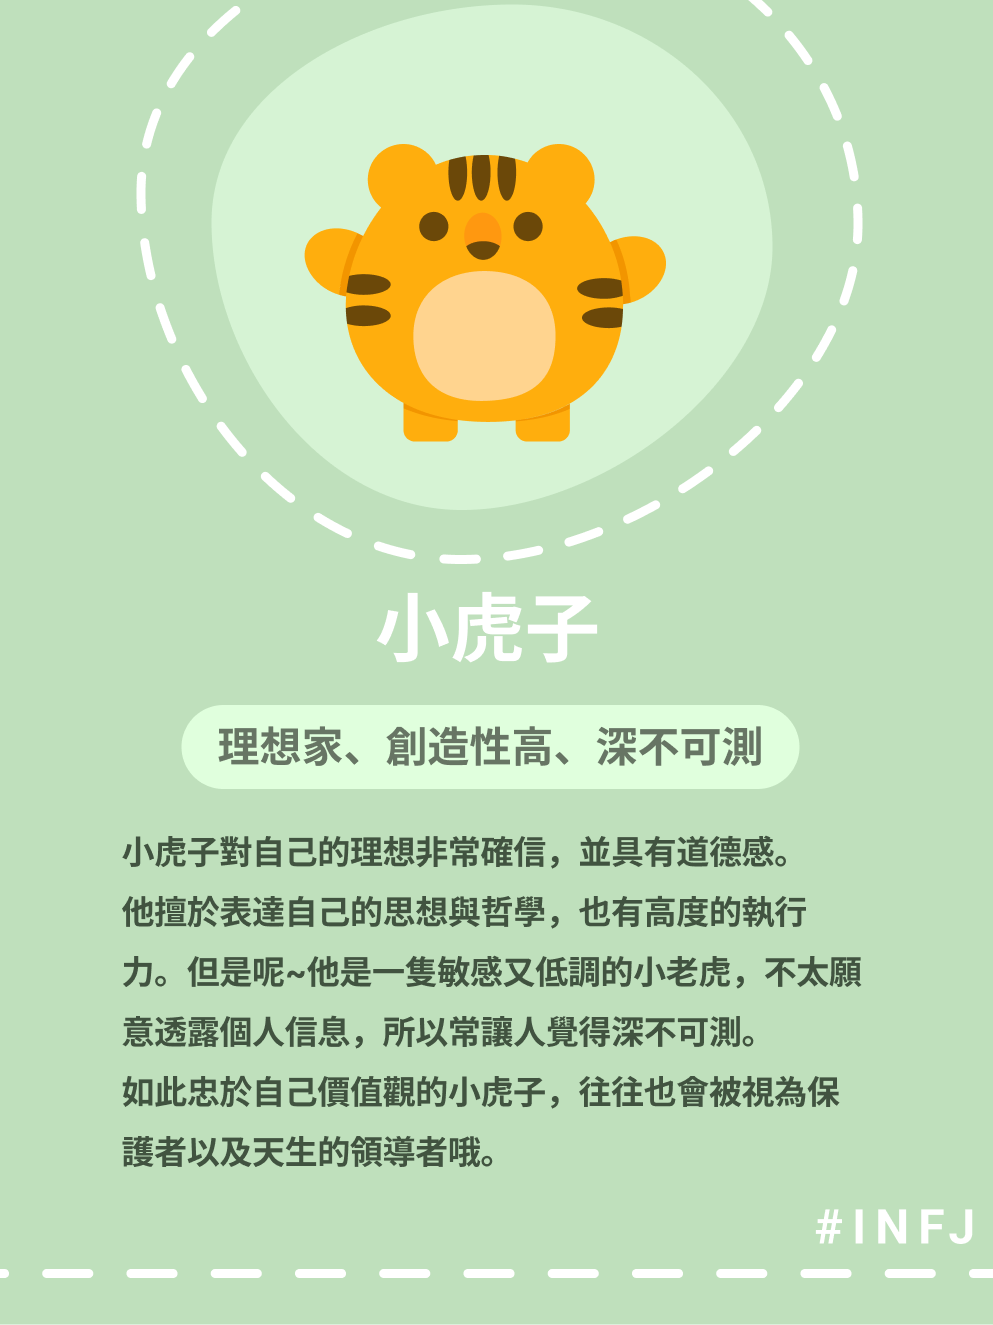 小虎子
理想家、創造性高、深不可測
小虎子對自己的理想非常確信，並具有道德感。
他擅於表達自己的思想與哲學，也有高度的執行
力。但是呢~他是一隻敏感又低調的小老虎，不太願
意透露個人信息，所以常讓人覺得深不可測。
如此忠於自己價值觀的小虎子，往往也會被視為保
護者以及天生的領導者哦。
#INFJ